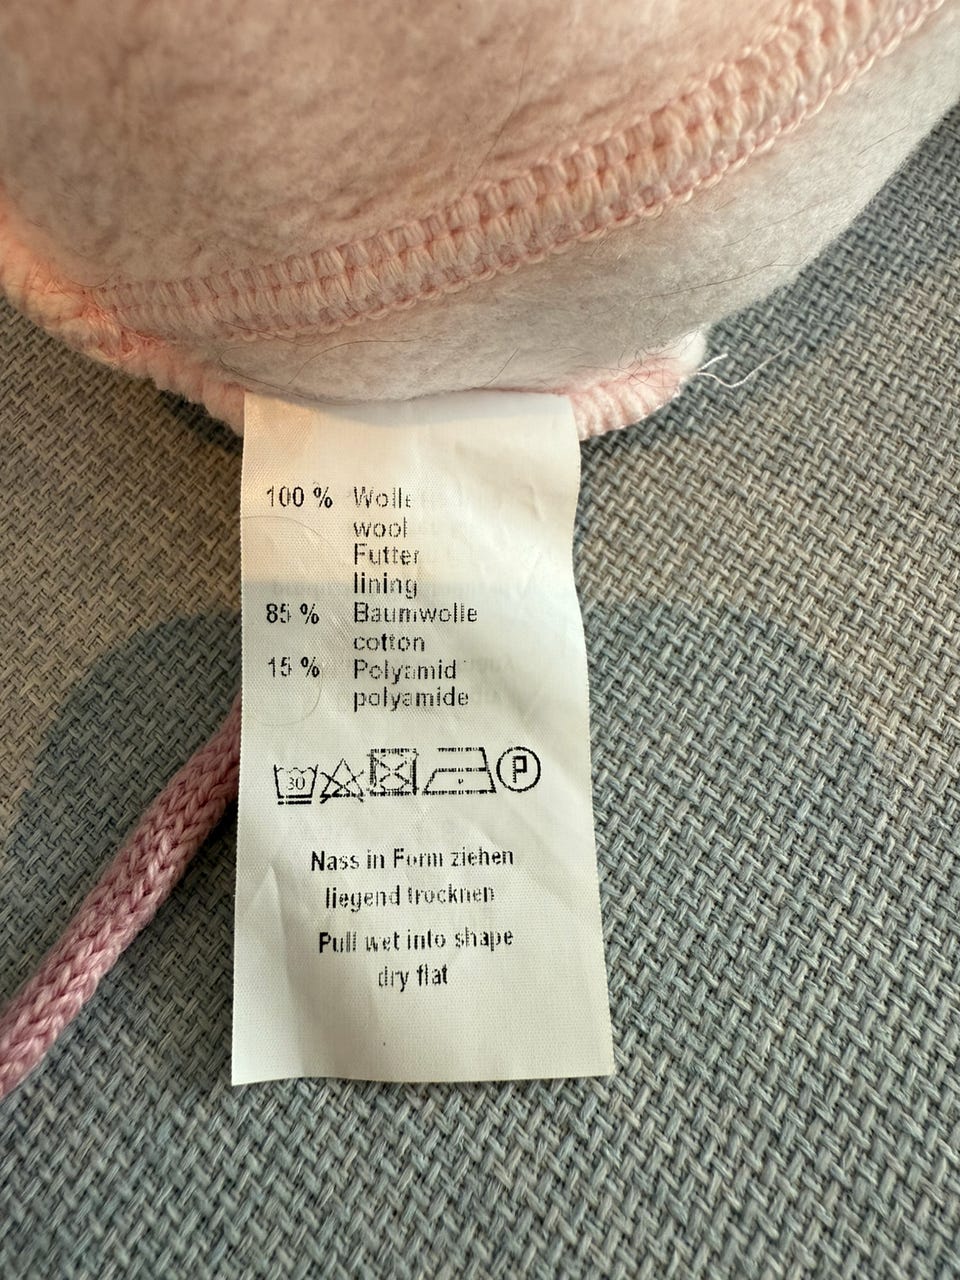 100 % Wolle
wool
Futter
lining
85 % Baumwolle
cotton
15 % Polyamid
polyamide
30 P
Nass in Form ziehen
liegend trocknen
Pull wet into shape
dry flat